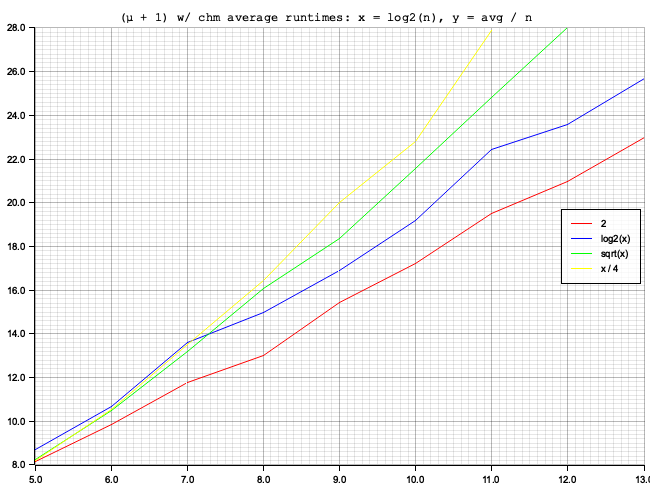 (μ + 1) w/ chm average runtimes: x = log2(n), y = avg / n
28.0
26.0
24.0
22.0
20.0
18.0
16.0
14.0
12.0
10.0
8.0
2
log2(x)
sqrt(x)
x / 4
5.0 6.0 7.0 8.0 9.0 10.0 11.0 12.0 13.0